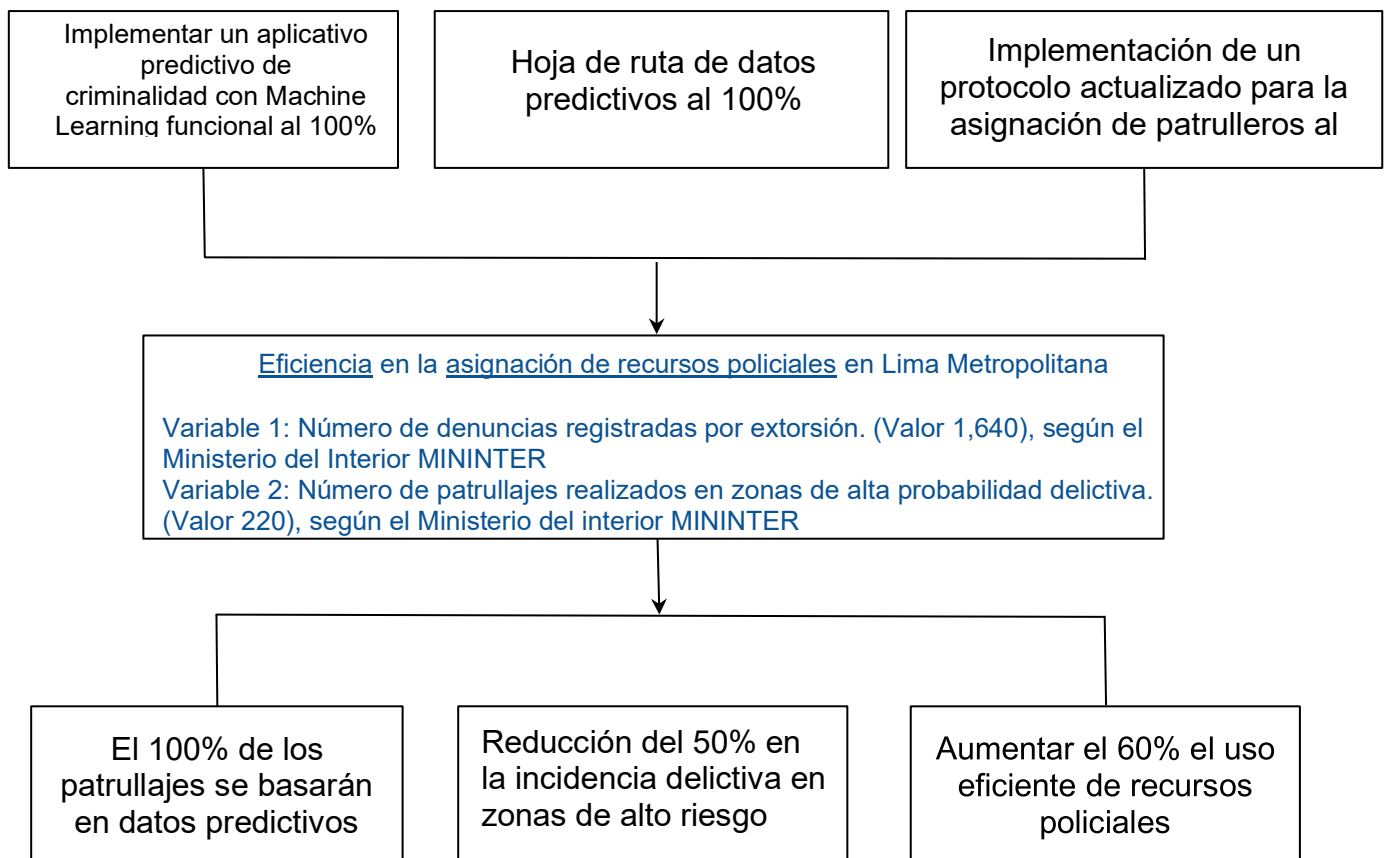 Implementar un aplicativo
predictivo de
criminalidad con Machine
Learning funcional al 100%
Hoja de ruta de datos
predictivos al 100%
Implementación de un
protocolo actualizado para la
asignación de patrulleros al
Eficiencia en la asignación de recursos policiales en Lima Metropolitana
Variable 1: Número de denuncias registradas por extorsión. (Valor 1,640), según el
Ministerio del Interior MININTER
Variable 2: Número de patrullajes realizados en zonas de alta probabilidad delictiva.
(Valor 220), según el Ministerio del interior MININTER
El 100% de los
patrullajes se basarán
en datos predictivos
Reducción del 50% en
la incidencia delictiva en
zonas de alto riesgo
Aumentar el 60% el uso
eficiente de recursos
policiales